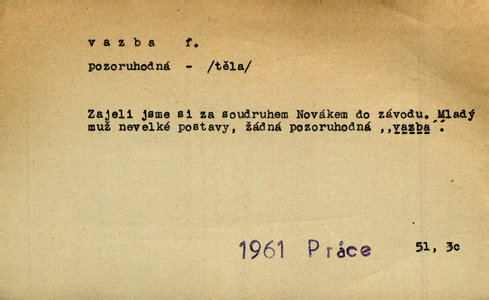 vazba f.
pozoruhodná - /těla/
Zajeli jsme si za soudruhem Novákem do závodu. Mladý
muž nevelké postavy, žádná pozoruhodná ,,vazba".
1961 Práce 51, 3c